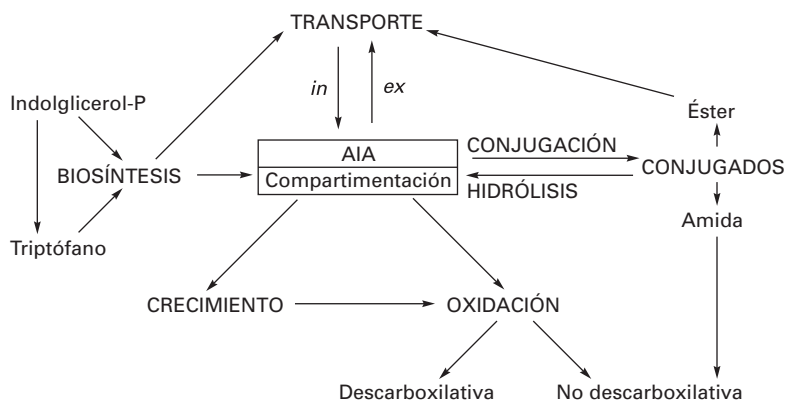 TRANSPORTE
in
ex
Indolglicerol-P
Éster
AIA
CONJUGACIÓN
BIOSÍNTESIS
Compartimentación
CONJUGADOS
HIDRÓLISIS
Triptófano
Amida
CRECIMIENTO
OXIDACIÓN
Descarboxilativa
No descarboxilativa